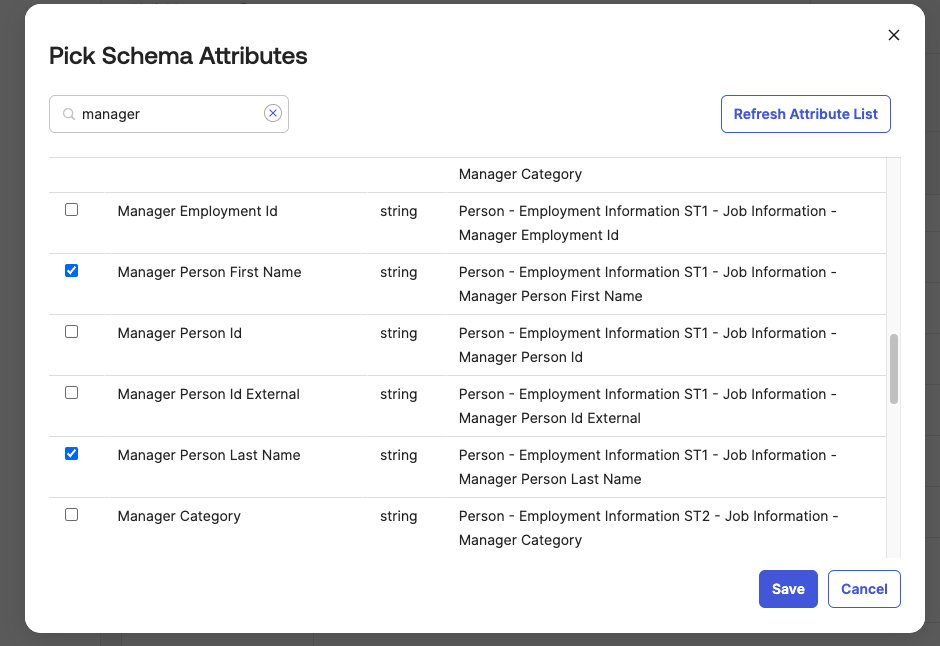 Pick Schema Attributes
manager
Refresh Attribute List
Manager Category
Manager Employment Id string Person - Employment Information ST1 - Job Information -
Manager Employment Id
Manager Person First Name string Person - Employment Information ST1 - Job Information -
Manager Person First Name
Manager Person Id string Person - Employment Information ST1 - Job Information -
Manager Person Id
Manager Person Id External string Person - Employment Information ST1 - Job Information -
Manager Person Id External
Manager Person Last Name string Person - Employment Information ST1 - Job Information -
Manager Person Last Name
Manager Category string Person - Employment Information ST2 - Job Information -
Manager Category
Save Cancel